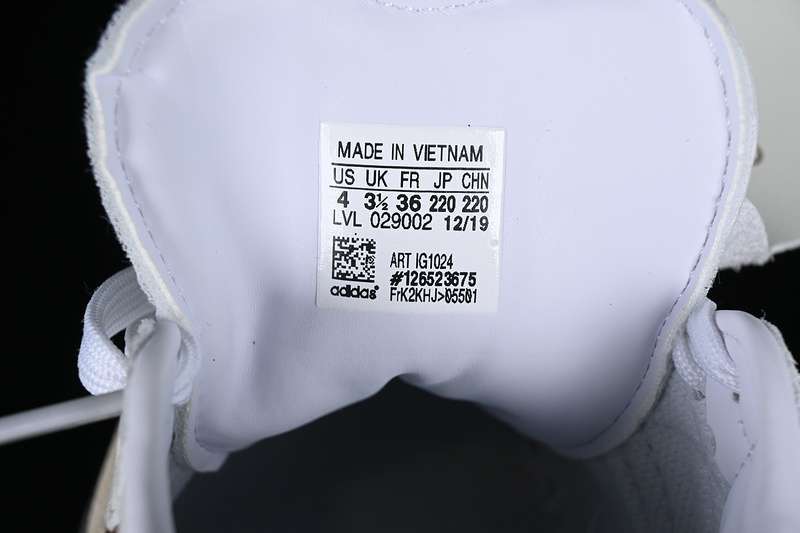 MADE IN VIETNAM
US UK FR JP CHN
4 3½ 36 220 220
LVL 029002 12/19
ART IG1024
#126523675
adidas® FrK2KHJ>05501